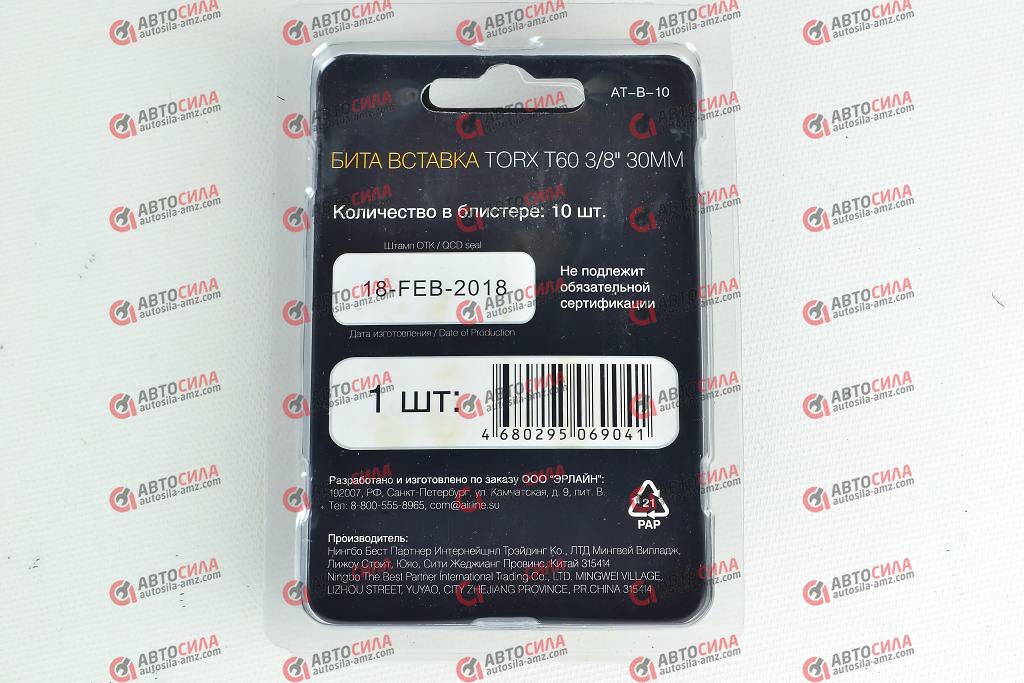 AT-B-10
БИТА ВСТАВКА TORX T60 3/8" 30ММ
Количество в блистере: 10 шт.
Штамп ОТК / QCD seal
18-FEB-2018
Не подлежит
обязательной
сертификации
Дата изготовления / Date of Production
1 шт:
4 680295 069041
Разработано и изготовлено по заказу ООО "ЭРЛАЙН":
192007, РФ, Санкт-Петербург, ул. Камчатская, д. 9, лит. В.
Тел: 8-800-555-8965, com@airline.su
21
PAP
Производитель:
Нингбо Бест Партнер Интернейшнл Трэйдинг Ко., ЛТД Мингвей Вилладж,
Лижоу Стрит, Юяо, Сити Жеджианг Провинс, Китай 315414
Ningbo The Best Partner International Trading Co., LTD. MINGWEI VILLAGE,
LIZHOU STREET, YUYAO, CITY ZHEJIANG PROVINCE, P.R.CHINA 315414
АВТОСИЛА
autosila-amz.com